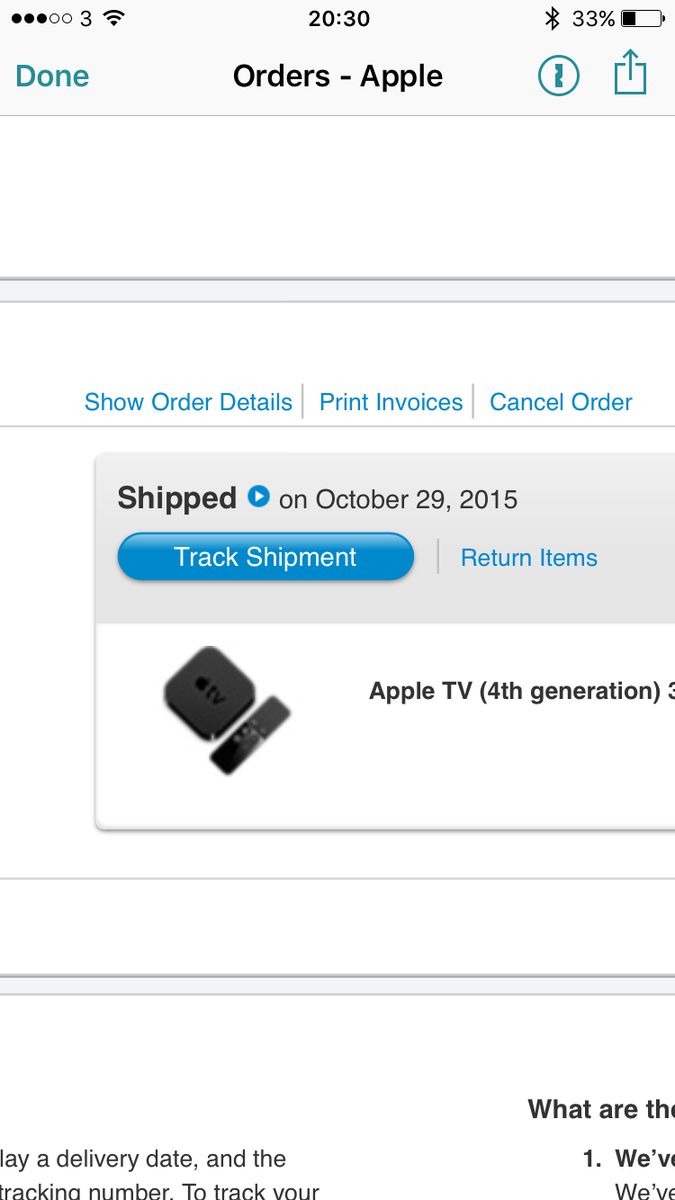 3 20:30 33%
Done Orders - Apple
Show Order Details Print Invoices Cancel Order
Shipped on October 29, 2015
Track Shipment Return Items
tv
Apple TV (4th generation) 3
What are the
lay a delivery date, and the
1. We've
tracking number. To track your
We've